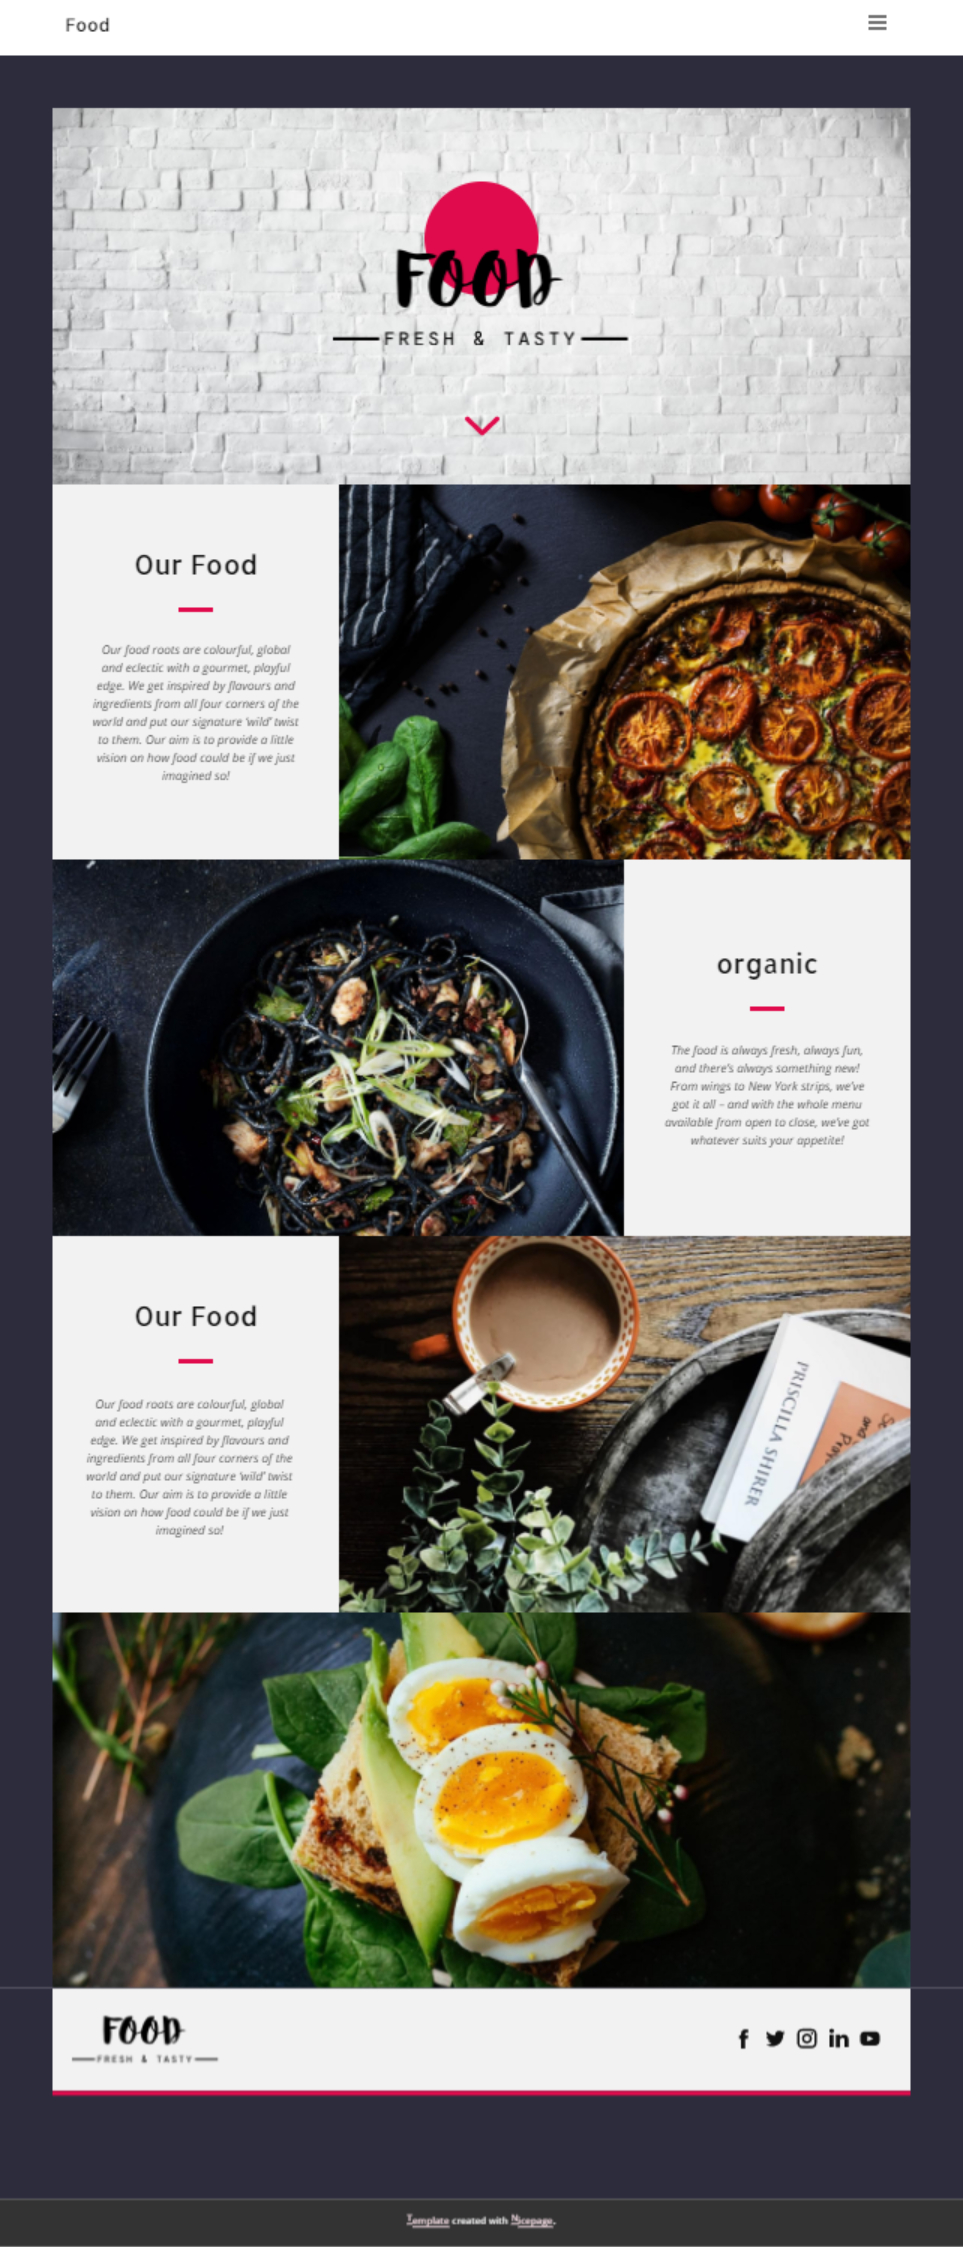 Food
FOOD
FRESH & TASTY
Our Food
Our food roots are colourful, global
and eclectic with a gourmet, playful
edge. We get inspired by flavours and
ingredients from all four corners of the
world and put our signature 'wild' twist
to them. Our aim is to provide a little
vision on how food could be if we just
imagined so!
organic
The food is always fresh, always fun,
and there's always something new!
From wings to New York strips, we've
got it all – and with the whole menu
available from open to close, we've got
whatever suits your appetite!
Our Food
Our food roots are colourful, global
and eclectic with a gourmet, playful
edge. We get inspired by flavours and
ingredients from all four corners of the
world and put our signature 'wild' twist
to them. Our aim is to provide a little
vision on how food could be if we just
imagined so!
PRISCILLA SHIRER
and
FOOD
FRESH & TASTY
Template created with Nicepage.